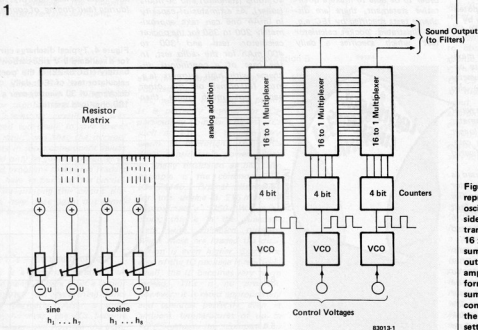 1
Sound Output
(to Filters)
Resistor
Matrix
analog addition
16 to 1 Multiplexer
16 to 1 Multiplexer
16 to 1 Multiplexer
4 bit
4 bit
4 bit
Counters
U
U
U
U
VCO
VCO
VCO
U
U
U
U
sine
cosine
h₁ ... h₇
h₁ ... h₈
Control Voltages
83013-1
Figu
repr
oscil
side
tran
16 x
sum
outp
amp
form
sum
con
the
sett